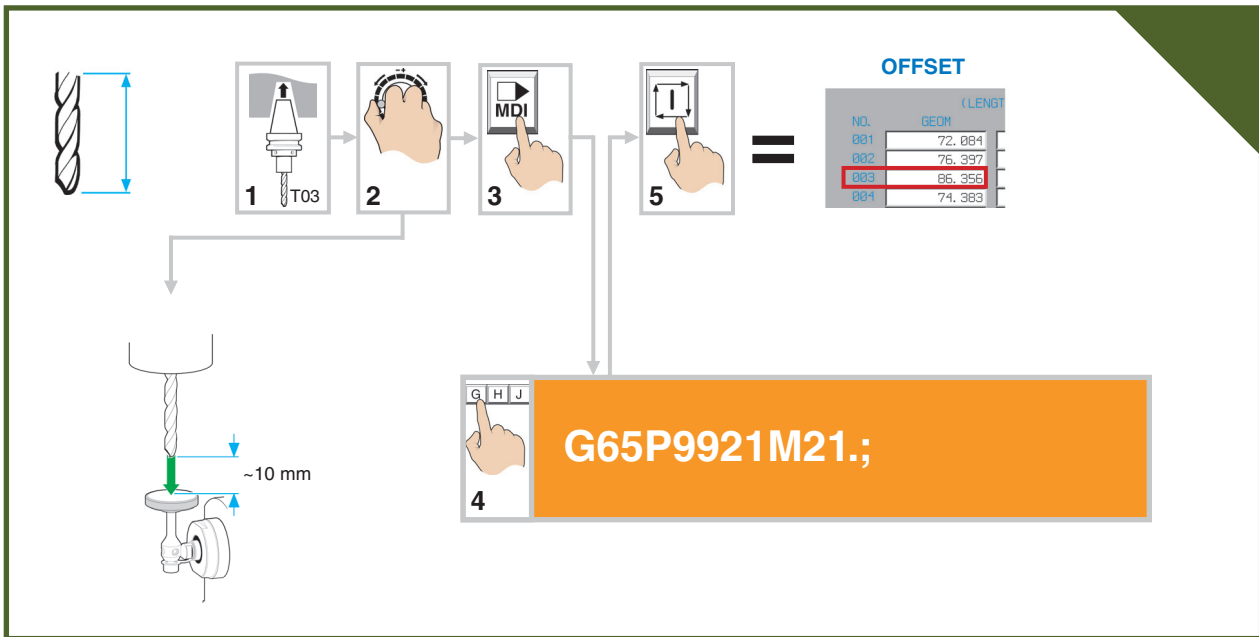 OFFSET
(LENGT
NO. GEOM
001 72.084
002 76.397
003 86.356
004 74.383
1 T03
- +
2
MDI
3
5
~10 mm
G H J
4
G65P9921M21.;